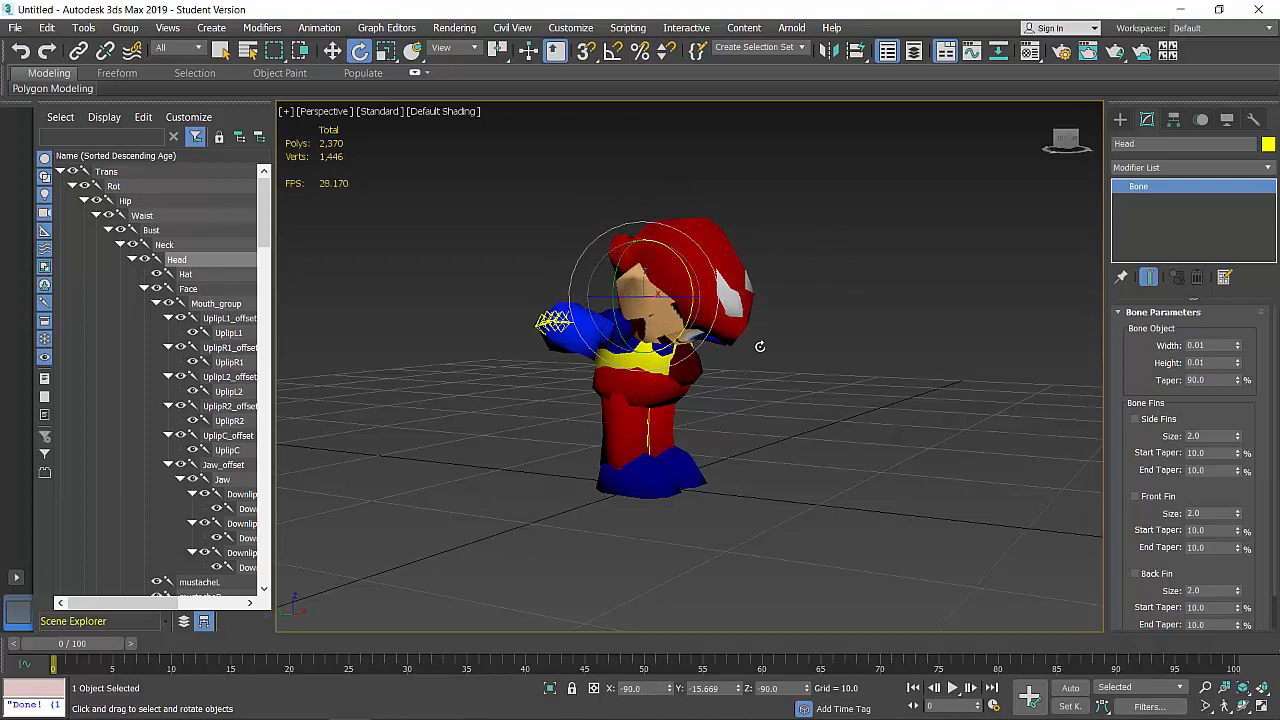 Untitled - Autodesk 3ds Max 2019 - Student Version
File Edit Tools Group Views Create Modifiers Animation Graph Editors Rendering Civil View Customize Scripting Interactive Content Arnold Help Sign In Workspaces: Default
All View Create Selection Set
Modeling Freeform Selection Object Paint Populate
Polygon Modeling
Select Display Edit Customize
Name (Sorted Descending Age)
Trans
Rot
Hip
Waist
Bust
Neck
Head
Hat
Face
Mouth_group
UplipL1_offset
UplipL1
UplipR1_offset
UplipR1
UplipL2_offset
UplipL2
UplipR2_offset
UplipR2
UplipC_offset
UplipC
Jaw_offset
Jaw
Downlip
Dow
Downlip
Dow
Downlip
Dow
mustacheL
Scene Explorer
[+] [Perspective ] [Standard ] [Default Shading ]
Total
Polys: 2,370
Verts: 1,446
FPS: 28.170
Head
Modifier List
Bone
Bone Parameters
Bone Object
Width: 0.01
Height: 0.01
Taper: 90.0 %
Bone Fins
Side Fins
Size: 2.0
Start Taper: 10.0 %
End Taper: 10.0 %
Front Fin
Size: 2.0
Start Taper: 10.0 %
End Taper: 10.0 %
Back Fin
Size: 2.0
Start Taper: 10.0 %
End Taper: 10.0 %
< 0 / 100 >
0 5 10 15 20 25 30 35 40 45 50 55 60 65 70 75 80 85 90 95 100
1 Object Selected X: -90.0 Y: -15.669 Z: -90.0 Grid = 10.0 Auto Selected
"Done! (1 Click and drag to select and rotate objects Add Time Tag 0 Set K. Filters...